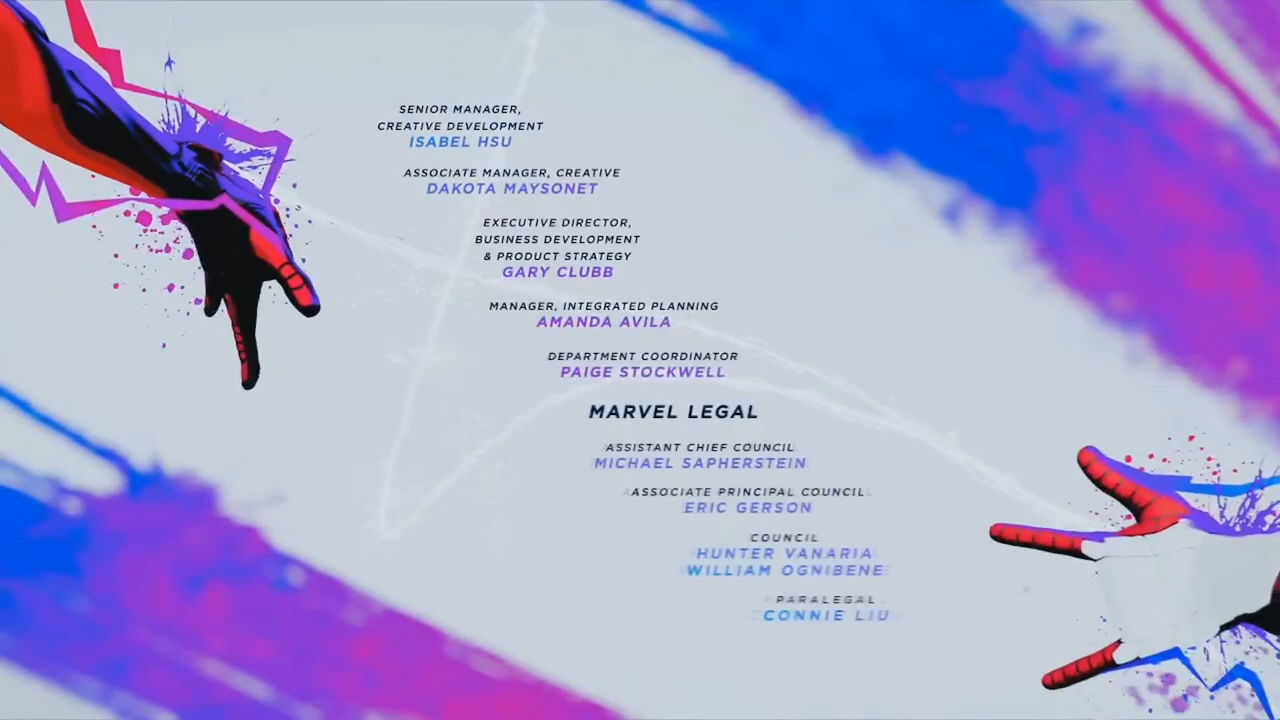 SENIOR MANAGER,
CREATIVE DEVELOPMENT
ISABEL HSU
ASSOCIATE MANAGER, CREATIVE
DAKOTA MAYSONET
EXECUTIVE DIRECTOR,
BUSINESS DEVELOPMENT
& PRODUCT STRATEGY
GARY CLUBB
MANAGER, INTEGRATED PLANNING
AMANDA AVILA
DEPARTMENT COORDINATOR
PAIGE STOCKWELL
MARVEL LEGAL
ASSISTANT CHIEF COUNCIL
MICHAEL SAPHERSTEIN
ASSOCIATE PRINCIPAL COUNCIL
ERIC GERSON
COUNCIL
HUNTER VANARIA
WILLIAM OGNIBENE
PARALEGAL
CONNIE LIU